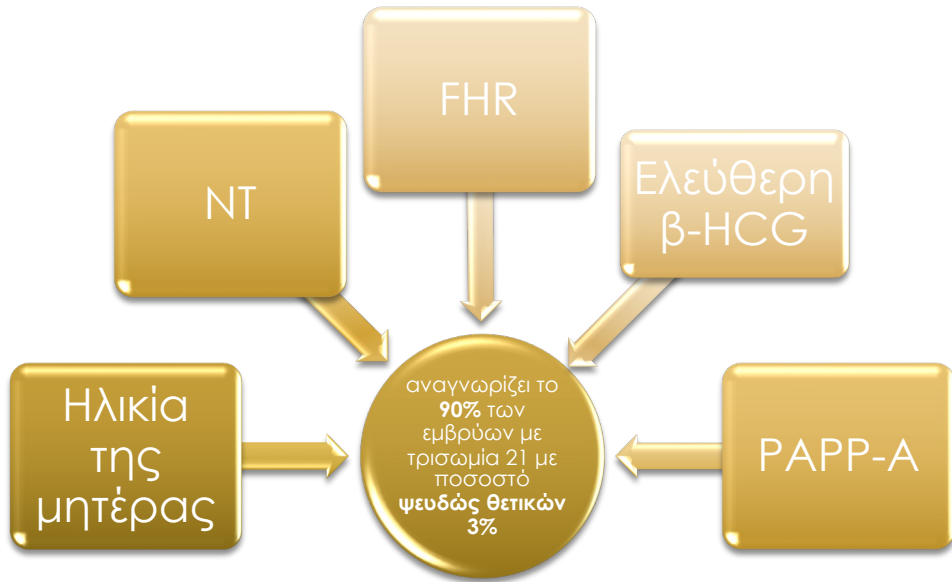 FHR
NT
Ελεύθερη
β-HCG
αναγνωρίζει το
90% των
εμβρύων με
τρισωμία 21 με
ποσοστό
ψευδώς θετικών
3%
Ηλικία
της
μητέρας
PAPP-A